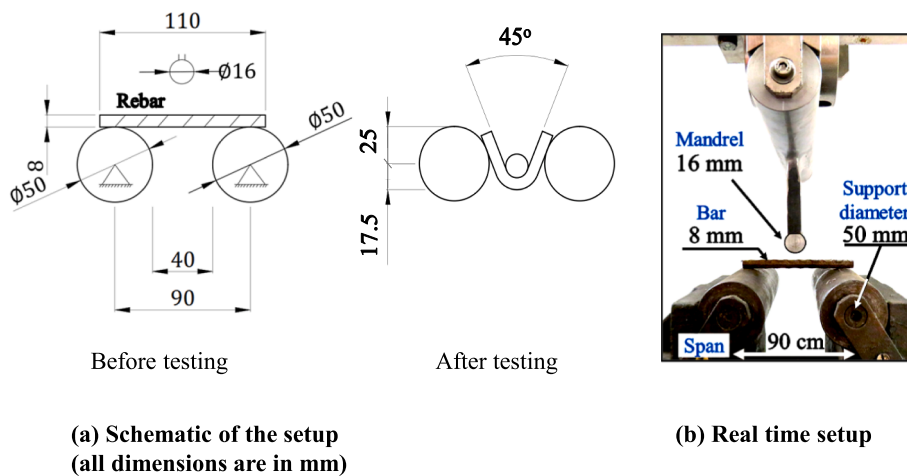 110
Ø16
Rebar
Ø50
8
Ø50
40
90
Before testing
45º
25
17.5
After testing
Mandrel
16 mm
Bar
8 mm
Support
diameter
50 mm
Span
90 cm
(a) Schematic of the setup
(all dimensions are in mm)
(b) Real time setup